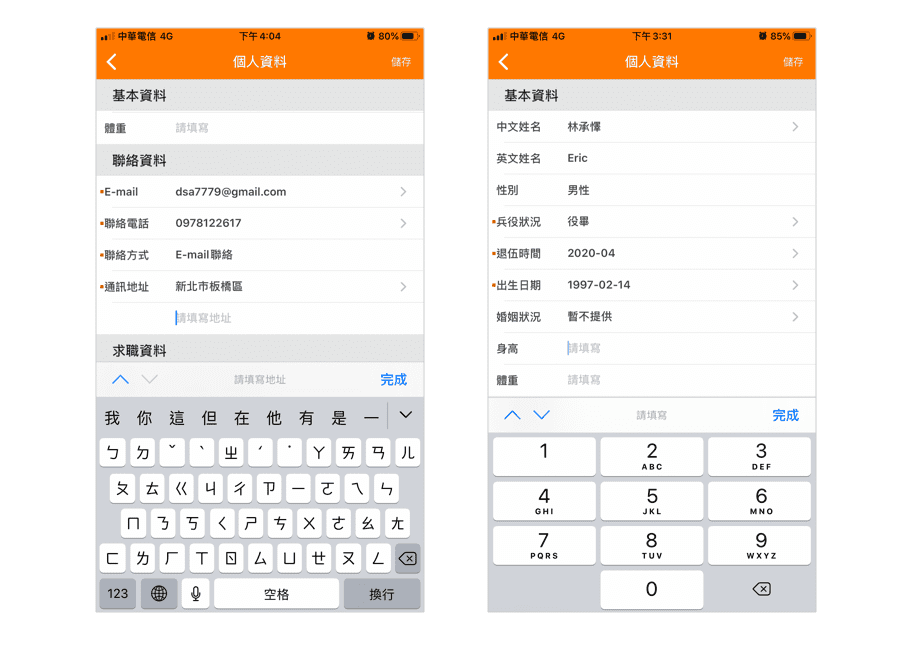 中華電信 4G 下午 4:04 80%
個人資料 儲存
基本資料
體重 請填寫
聯絡資料
E-mail dsa7779@gmail.com
聯絡電話 0978122617
聯絡方式 E-mail聯絡
通訊地址 新北市板橋區
請填寫地址
求職資料
請填寫地址 完成
我 你 這 但 在 他 有 是 一
ㄅ ㄉ ˇ ˋ ㄓ ˊ ˙ ㄚ ㄞ ㄢ ㄦ
ㄆ ㄊ ㄍ ㄐ ㄔ ㄗ ㄧ ㄛ ㄟ ㄣ
ㄇ ㄋ ㄎ ㄑ ㄕ ㄘ ㄨ ㄜ ㄠ ㄤ
ㄈ ㄌ ㄏ ㄒ ㄖ ㄙ ㄩ ㄝ ㄡ ㄥ
123 空格 換行
中華電信 4G 下午 3:31 85%
個人資料 儲存
基本資料
中文姓名 林承懌
英文姓名 Eric
性別 男性
兵役狀況 役畢
退伍時間 2020-04
出生日期 1997-02-14
婚姻狀況 暫不提供
身高 請填寫
體重 請填寫
請填寫 完成
1 2 3
ABC DEF
4 5 6
GHI JKL MNO
7 8 9
PQRS TUV WXYZ
0